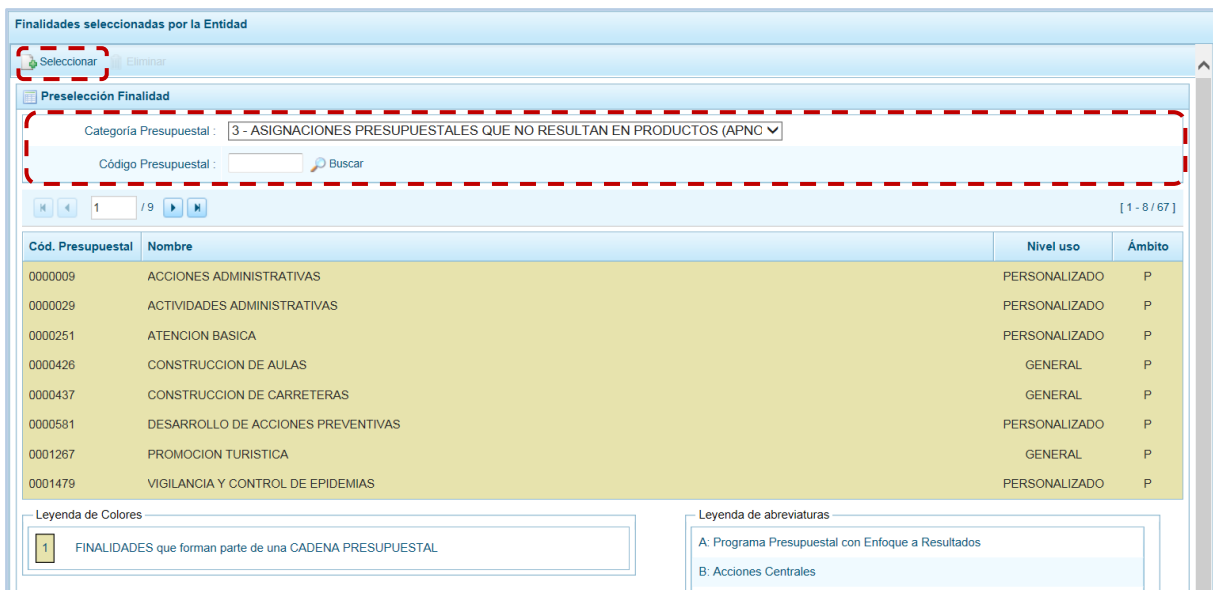 Finalidades seleccionadas por la Entidad
Seleccionar Eliminar
Preselección Finalidad
Categoría Presupuestal : 3 - ASIGNACIONES PRESUPUESTALES QUE NO RESULTAN EN PRODUCTOS (APNO
Código Presupuestal : Buscar
1 / 9 [ 1 - 8 / 67 ]
Cód. Presupuestal Nombre Nivel uso Ámbito
0000009 ACCIONES ADMINISTRATIVAS PERSONALIZADO P
0000029 ACTIVIDADES ADMINISTRATIVAS PERSONALIZADO P
0000251 ATENCION BASICA PERSONALIZADO P
0000426 CONSTRUCCION DE AULAS GENERAL P
0000437 CONSTRUCCION DE CARRETERAS GENERAL P
0000581 DESARROLLO DE ACCIONES PREVENTIVAS PERSONALIZADO P
0001267 PROMOCION TURISTICA GENERAL P
0001479 VIGILANCIA Y CONTROL DE EPIDEMIAS PERSONALIZADO P
Leyenda de Colores
1 FINALIDADES que forman parte de una CADENA PRESUPUESTAL
Leyenda de abreviaturas
A: Programa Presupuestal con Enfoque a Resultados
B: Acciones Centrales